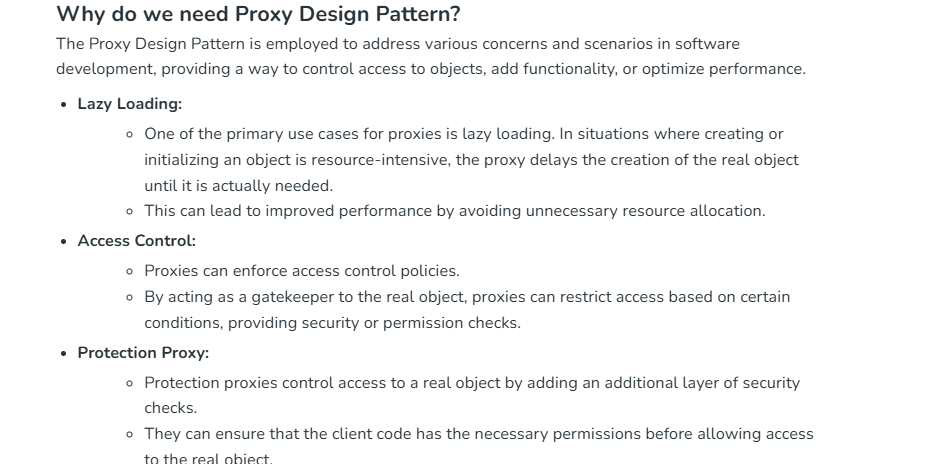 Why do we need Proxy Design Pattern?
The Proxy Design Pattern is employed to address various concerns and scenarios in software
development, providing a way to control access to objects, add functionality, or optimize performance.
• Lazy Loading:
◦ One of the primary use cases for proxies is lazy loading. In situations where creating or
initializing an object is resource-intensive, the proxy delays the creation of the real object
until it is actually needed.
◦ This can lead to improved performance by avoiding unnecessary resource allocation.
• Access Control:
◦ Proxies can enforce access control policies.
◦ By acting as a gatekeeper to the real object, proxies can restrict access based on certain
conditions, providing security or permission checks.
• Protection Proxy:
◦ Protection proxies control access to a real object by adding an additional layer of security
checks.
◦ They can ensure that the client code has the necessary permissions before allowing access
to the real object.